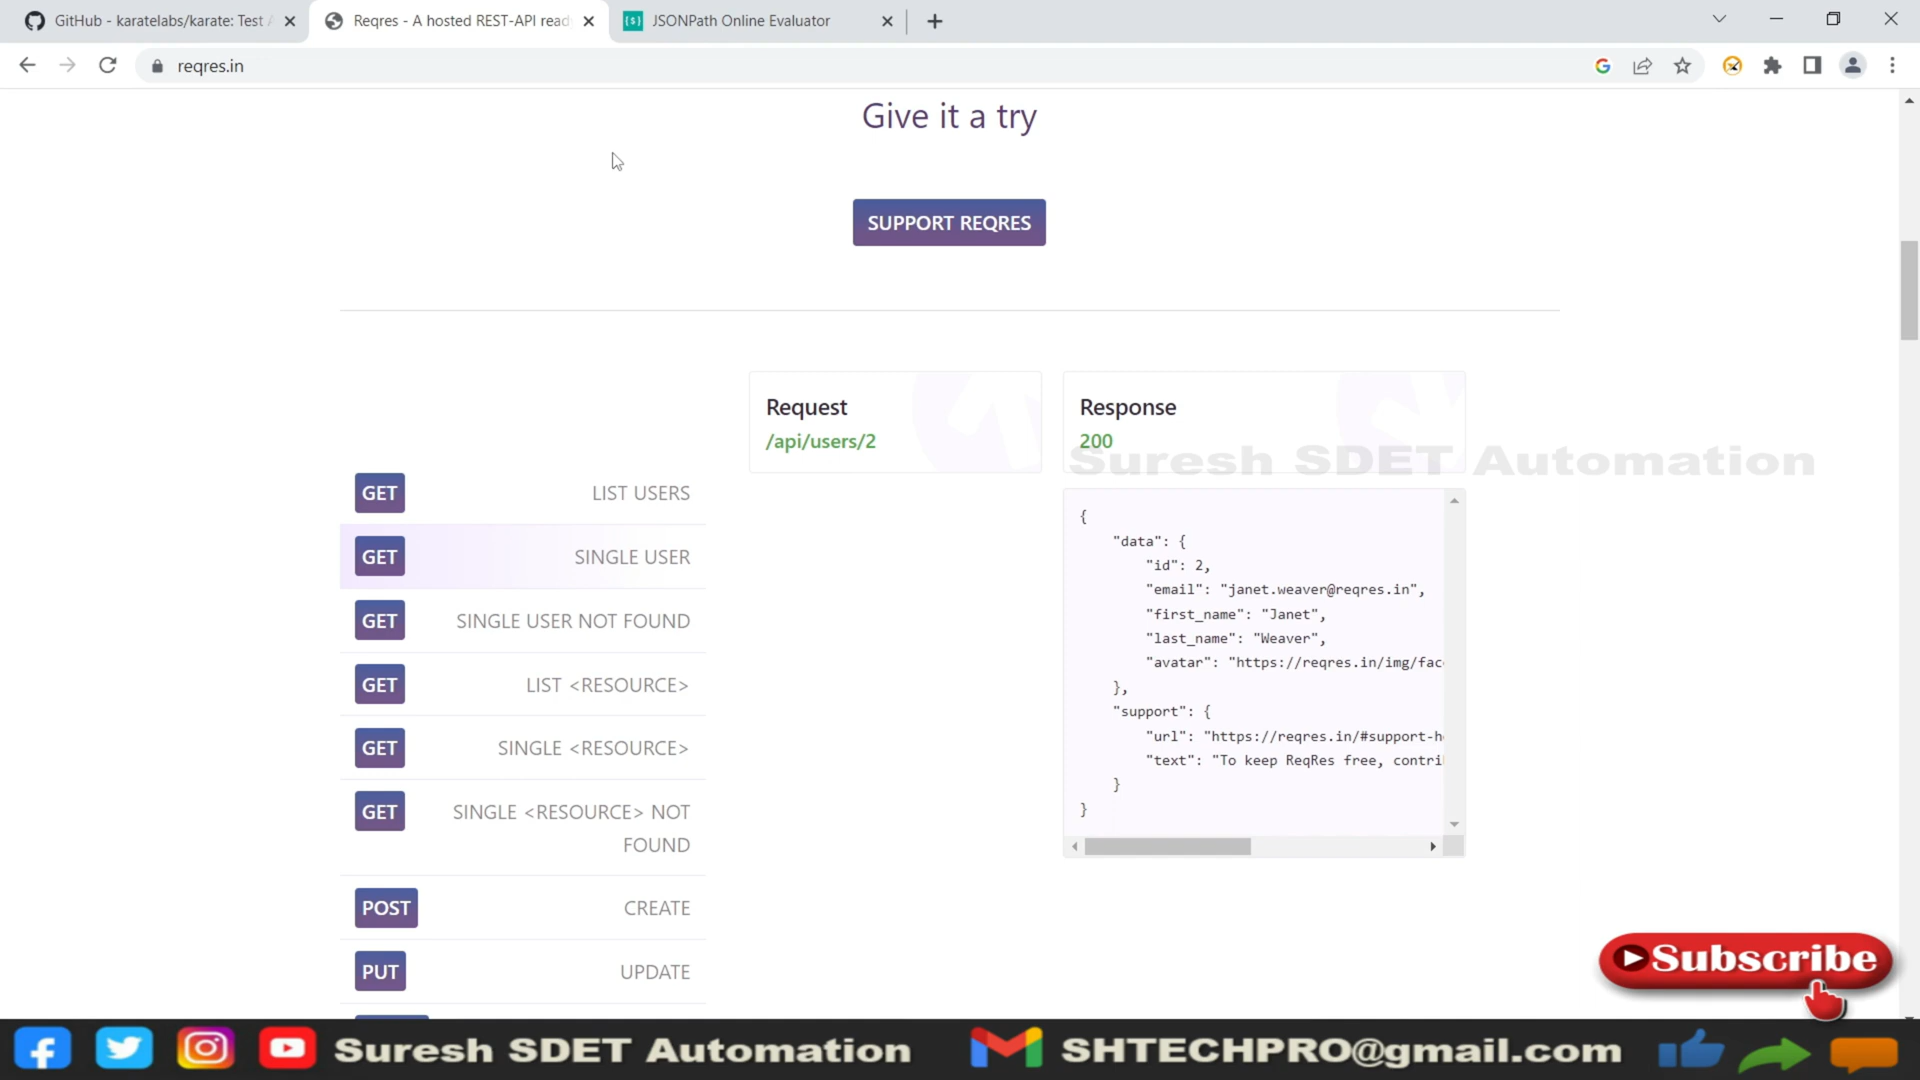 GitHub - karatelabs/karate: Test A
Reqres - A hosted REST-API read
JSONPath Online Evaluator
reqres.in
Give it a try
SUPPORT REQRES
Request
/api/users/2
Response
200
Suresh SDET Automation
GET LIST USERS
GET SINGLE USER
GET SINGLE USER NOT FOUND
GET LIST <RESOURCE>
GET SINGLE <RESOURCE>
GET SINGLE <RESOURCE> NOT
FOUND
POST CREATE
PUT UPDATE
{
"data": {
"id": 2,
"email": "janet.weaver@reqres.in",
"first_name": "Janet",
"last_name": "Weaver",
"avatar": "https://reqres.in/img/fac
},
"support": {
"url": "https://reqres.in/#support-h
"text": "To keep ReqRes free, contri
}
}
Subscribe
Suresh SDET Automation
SHTECHPRO@gmail.com